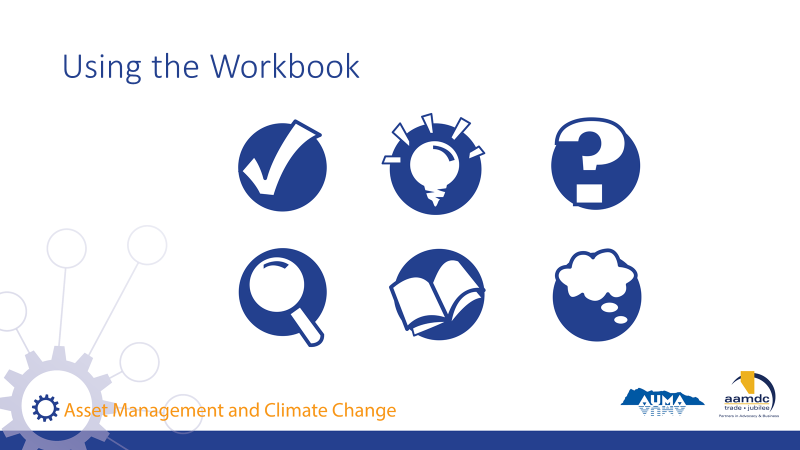 Using the Workbook
Asset Management and Climate Change
AUMA
aamdc
trade • jubilee
Partners in Advocacy & Business